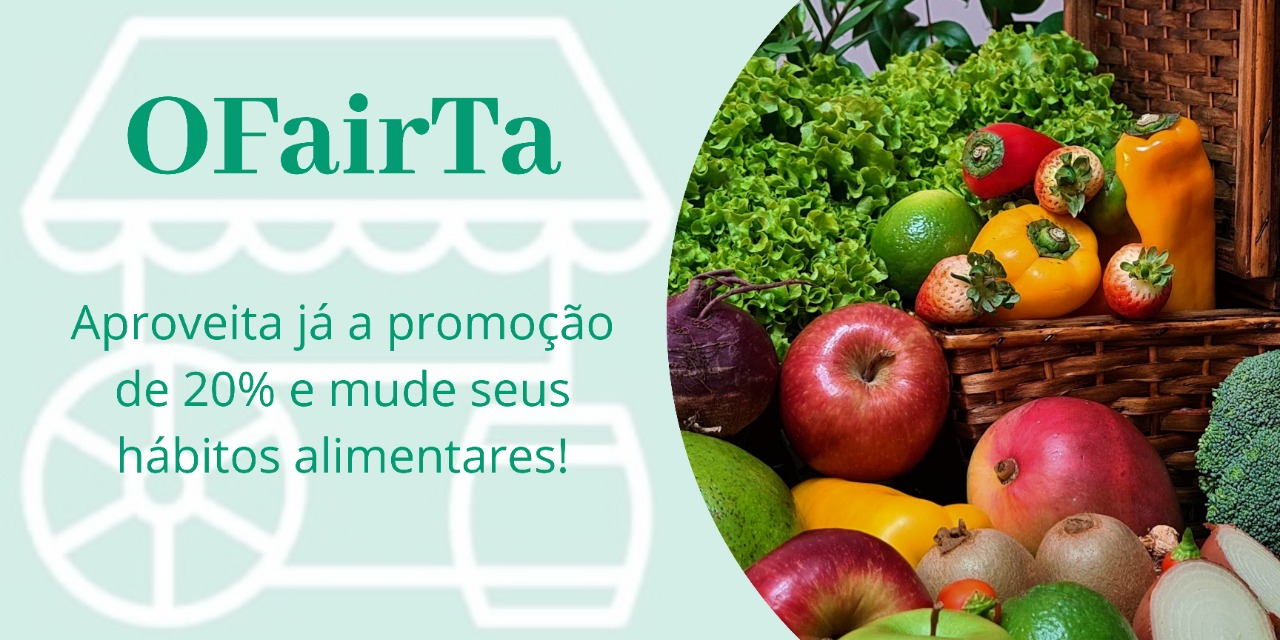 OFairTa
Aproveita já a promoção
de 20% e mude seus
hábitos alimentares!